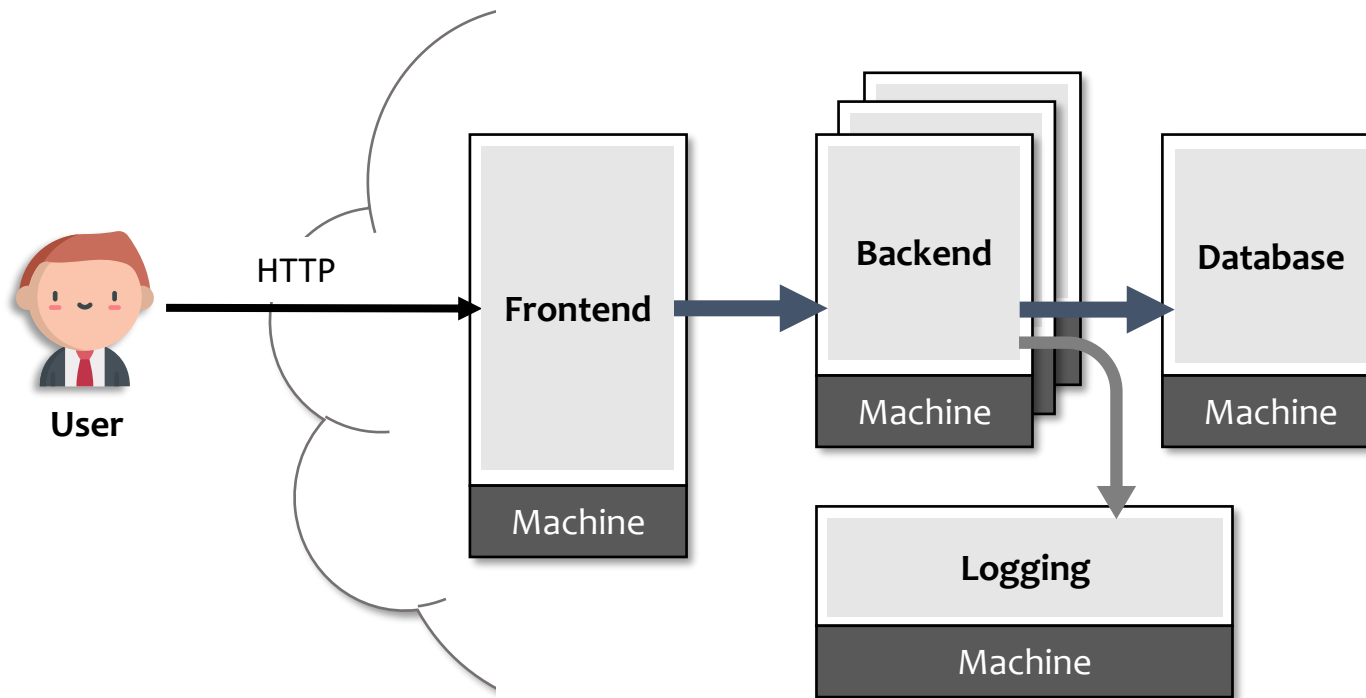 HTTP
User
Frontend
Machine
Backend
Machine
Database
Machine
Logging
Machine